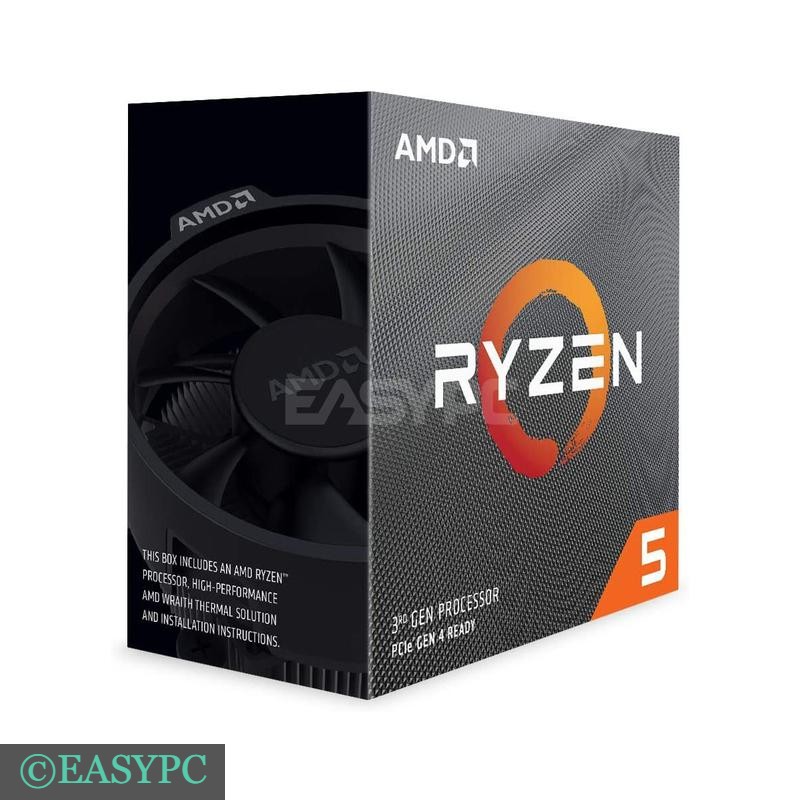 AMD
AMD
AMD
EASYPC
RYZEN
5
THIS BOX INCLUDES AN AMD RYZEN™
PROCESSOR, HIGH-PERFORMANCE
AMD WRAITH THERMAL SOLUTION
AND INSTALLATION INSTRUCTIONS.
3RD GEN PROCESSOR
PCIe GEN 4 READY
©EASYPC